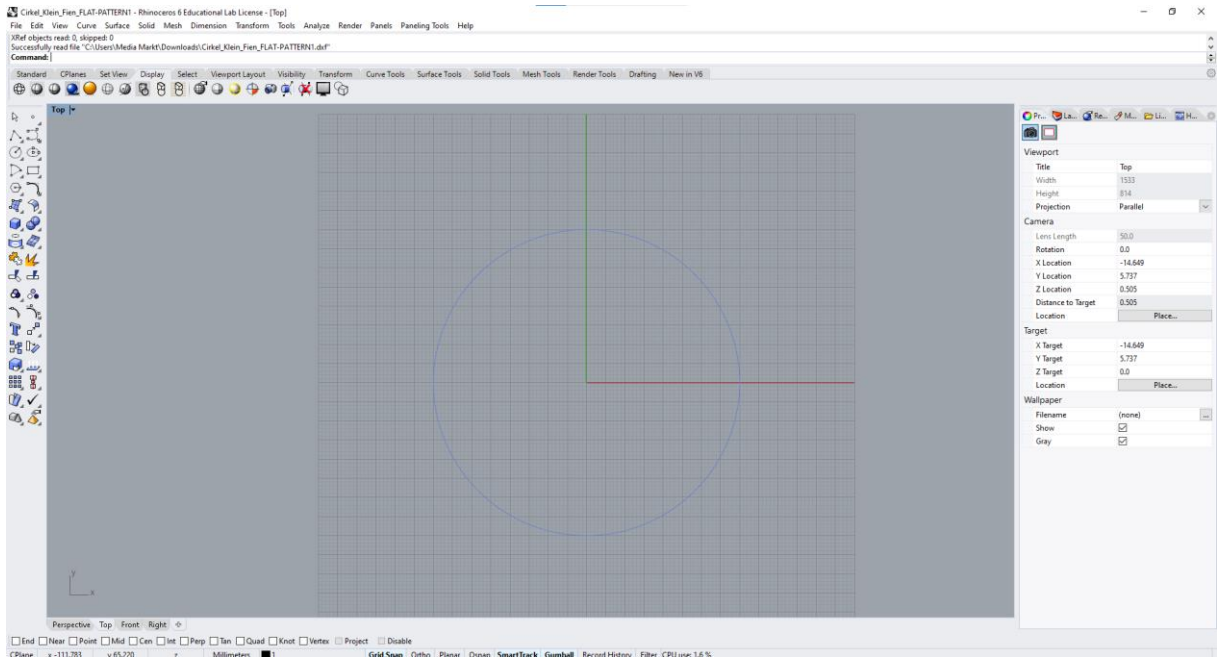 Cirkel_Klein_Fien_FLAT-PATTERN1 - Rhinoceros 6 Educational Lab License - [Top]
File Edit View Curve Surface Solid Mesh Dimension Transform Tools Analyze Render Panels Paneling Tools Help
XRef objects read: 0, skipped: 0
Successfully read file "C:\Users\Media Markt\Downloads\Cirkel_Klein_Fien_FLAT-PATTERN1.dxf"
Command:
Standard CPlanes Set View Display Select Viewport Layout Visibility Transform Curve Tools Surface Tools Solid Tools Mesh Tools Render Tools Drafting New in V6
Top
Pr... La... Re... M... Li... H...
Viewport
Title Top
Width 1533
Height 814
Projection Parallel
Camera
Lens Length 50.0
Rotation 0.0
X Location -14.649
Y Location 5.737
Z Location 0.505
Distance to Target 0.505
Location Place...
Target
X Target -14.649
Y Target 5.737
Z Target 0.0
Location Place...
Wallpaper
Filename (none) ...
Show
Gray
y
x
Perspective Top Front Right
End Near Point Mid Cen Int Perp Tan Quad Knot Vertex Project Disable
CPlane x -111.783 y 65.220 z Millimeters 1 Grid Snap Ortho Planar Osnap SmartTrack Gumball Record History Filter CPU use: 1.6 %